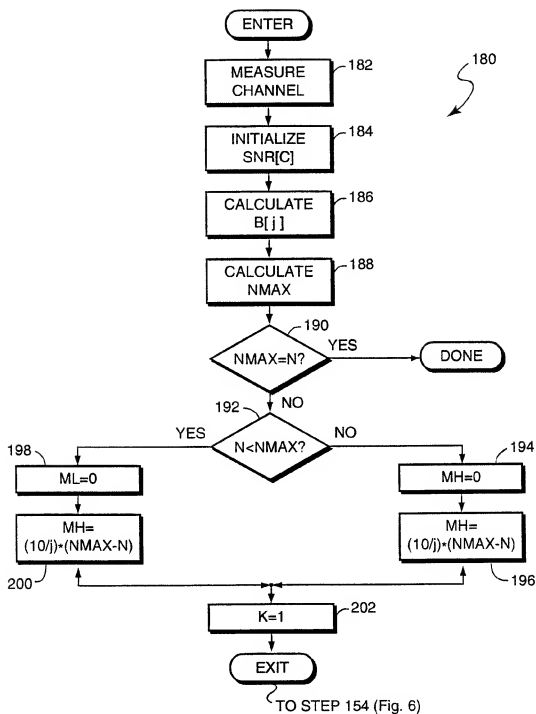 ENTER
180
MEASURE
CHANNEL
182
INITIALIZE
SNR[C]
184
CALCULATE
B[ j ]
186
CALCULATE
NMAX
188
190
NMAX=N?
YES
DONE
NO
192
N<NMAX?
YES
NO
198
ML=0
194
MH=0
MH=
(10/j)*(NMAX-N)
200
MH=
(10/j)*(NMAX-N)
196
K=1
202
EXIT
TO STEP 154 (Fig. 6)